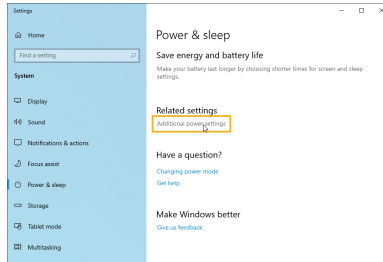 Settings
Home
Find a setting
System
Display
Sound
Notifications & actions
Focus assist
Power & sleep
Storage
Tablet mode
Multitasking
Power & sleep
Save energy and battery life
Make your battery last longer by choosing shorter times for screen and sleep
settings.
Related settings
Additional power settings
Have a question?
Changing power mode
Get help
Make Windows better
Give us feedback